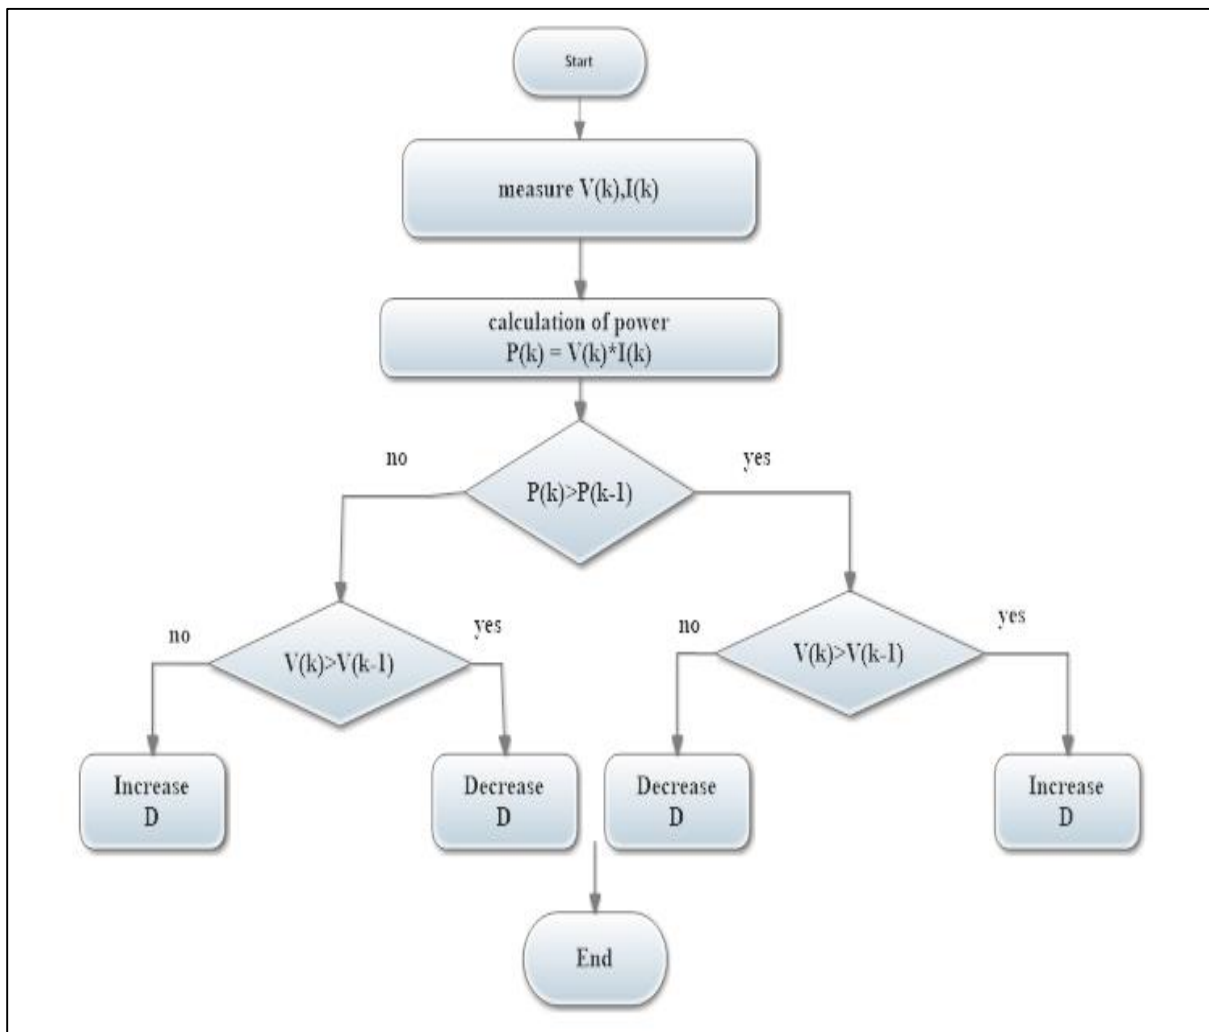 Start
measure V(k),I(k)
calculation of power
P(k) = V(k)*I(k)
no
yes
P(k)>P(k-1)
no
yes
no
yes
V(k)>V(k-1)
V(k)>V(k-1)
Increase
D
Decrease
D
Decrease
D
Increase
D
End